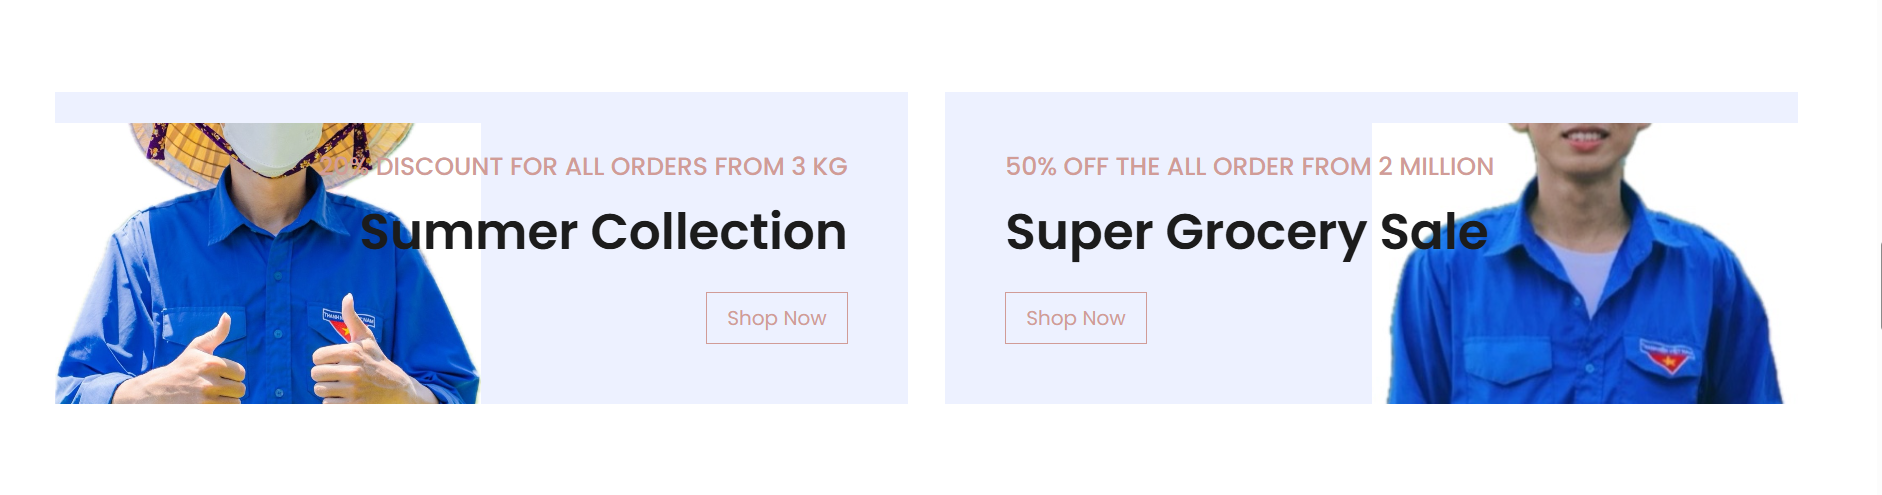 20% DISCOUNT FOR ALL ORDERS FROM 3 KG
Summer Collection
Shop Now
50% OFF THE ALL ORDER FROM 2 MILLION
Super Grocery Sale
Shop Now